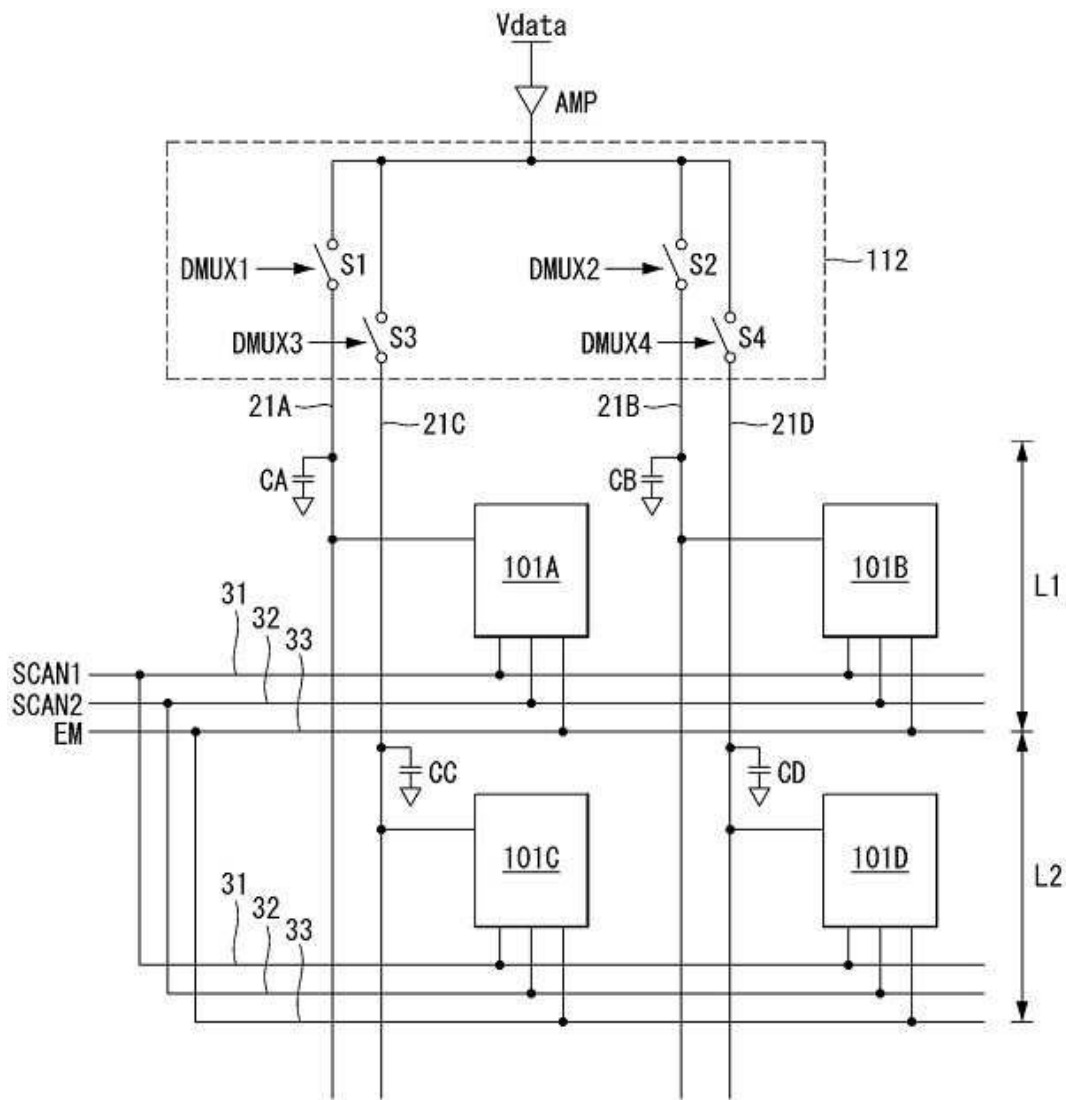 Vdata
AMP
DMUX1
S1
DMUX2
S2
112
DMUX3
S3
DMUX4
S4
21A
21C
21B
21D
CA
CB
101A
101B
L1
31
32
33
SCAN1
SCAN2
EM
CC
CD
101C
101D
L2
31
32
33